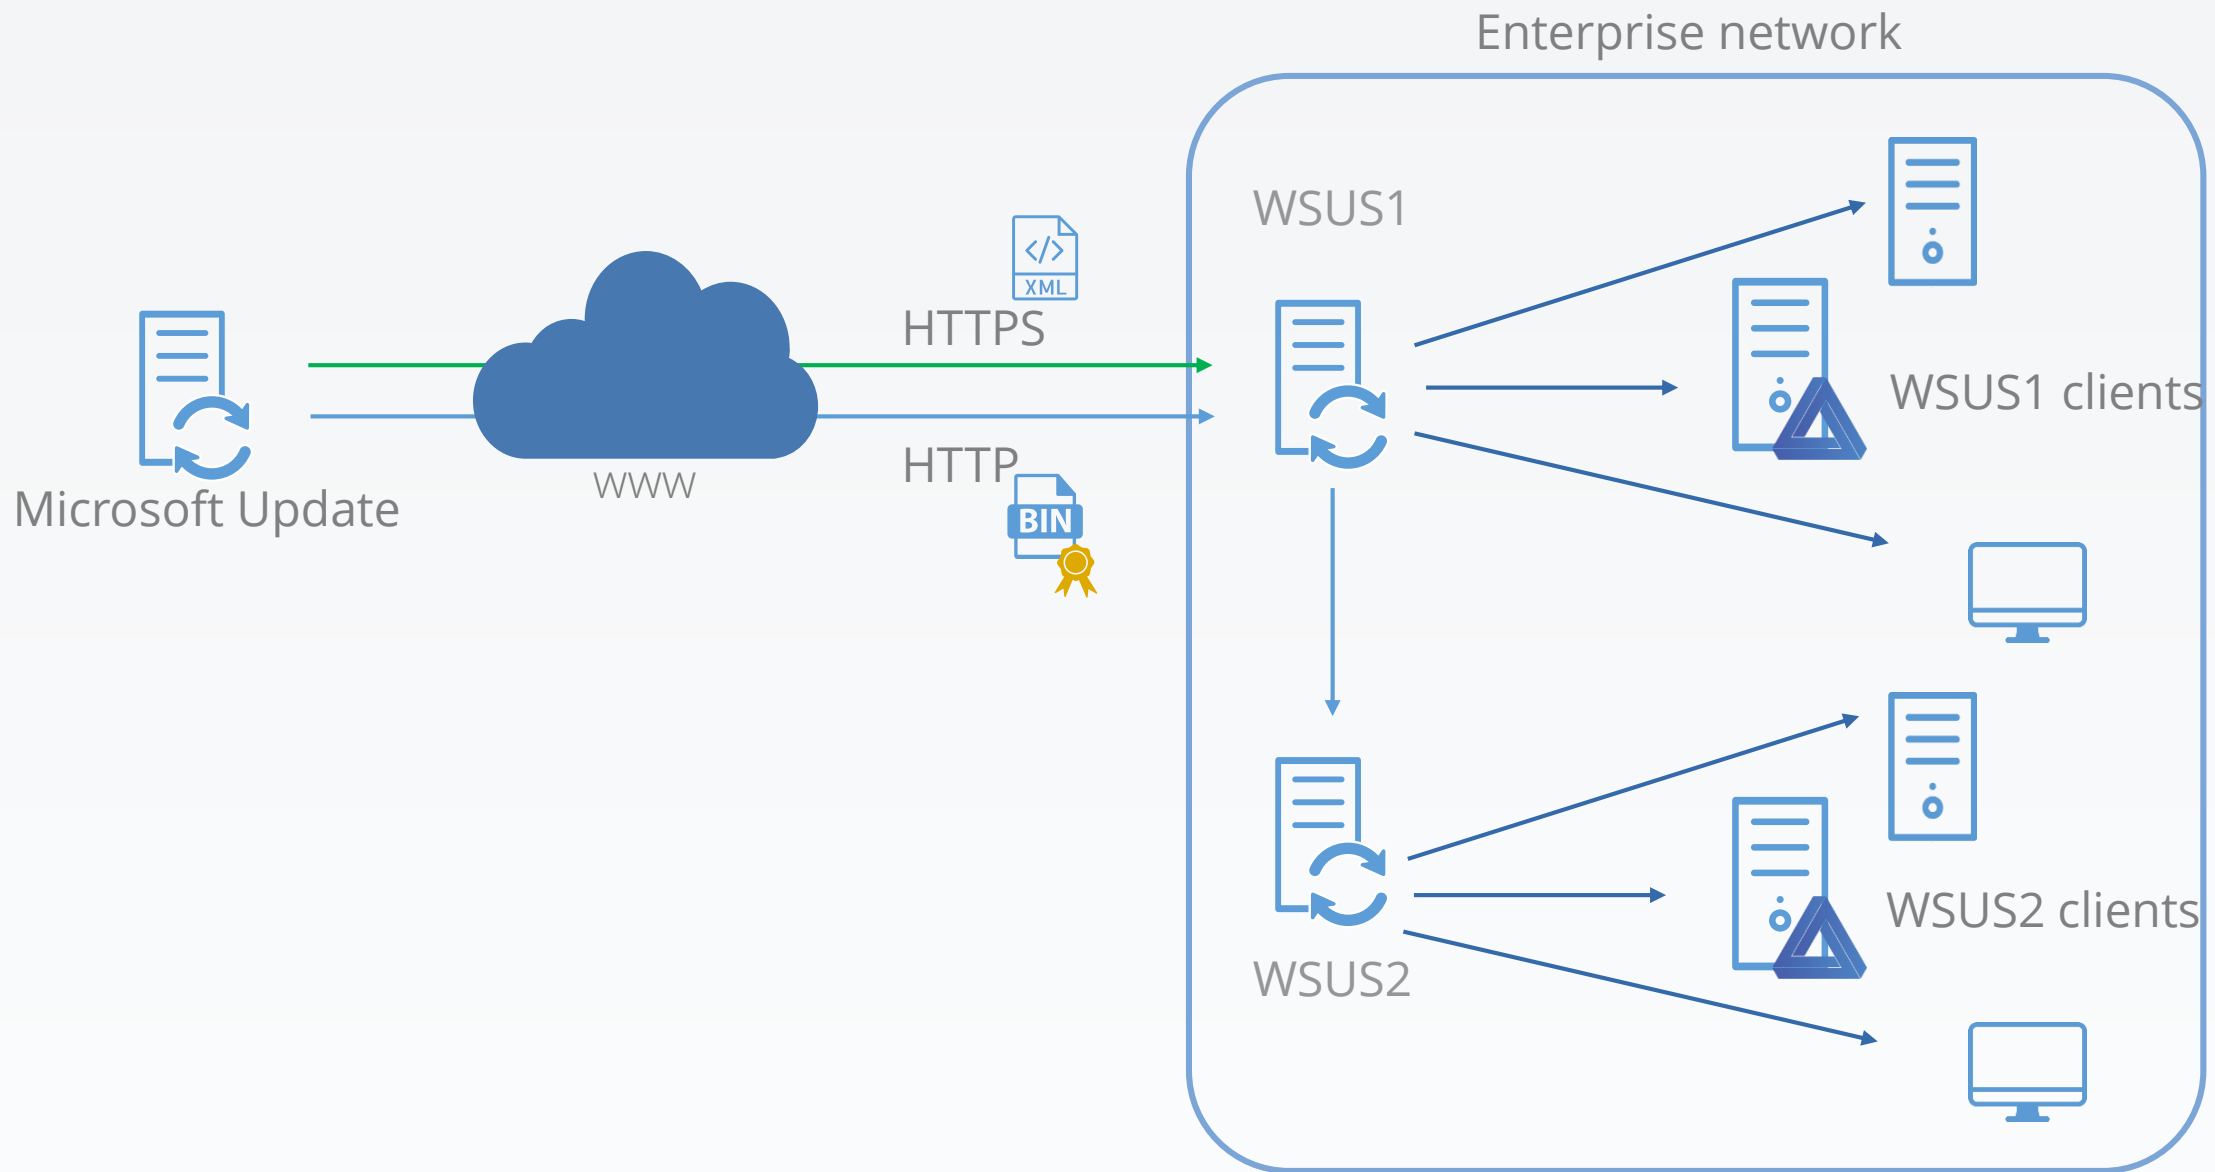 Enterprise network
WSUS1
XML
HTTPS
WSUS1 clients
HTTP
WWW
Microsoft Update
BIN
WSUS2 clients
WSUS2